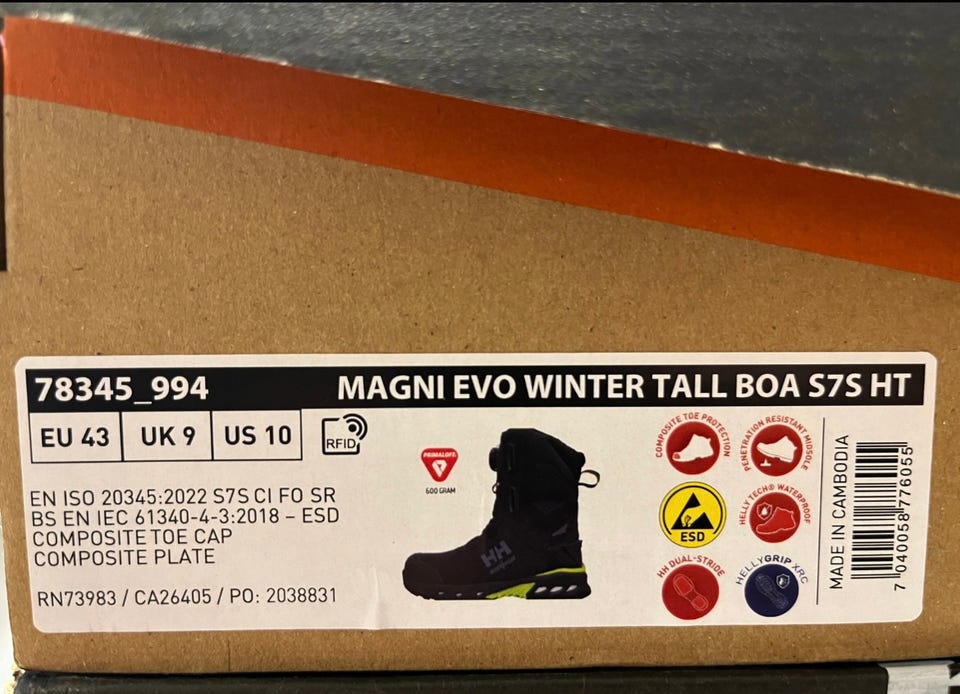 78345_994
MAGNI EVO WINTER TALL BOA S7S HT
EU 43
UK 9
US 10
RFID
EN ISO 20345:2022 S7S CI FO SR
BS EN IEC 61340-4-3:2018 – ESD
COMPOSITE TOE CAP
COMPOSITE PLATE
RN73983 / CA26405 / PO: 2038831
PRIMALOFT.
600 GRAM
HH
COMPOSITE TOE PROTECTION
PENETRATION RESISTANT MIDSOLE
ESD
HELLY TECH® WATERPROOF
HH DUAL-STRIDE
HELLYGRIP XRC
MADE IN CAMBODIA
7 040058 776055